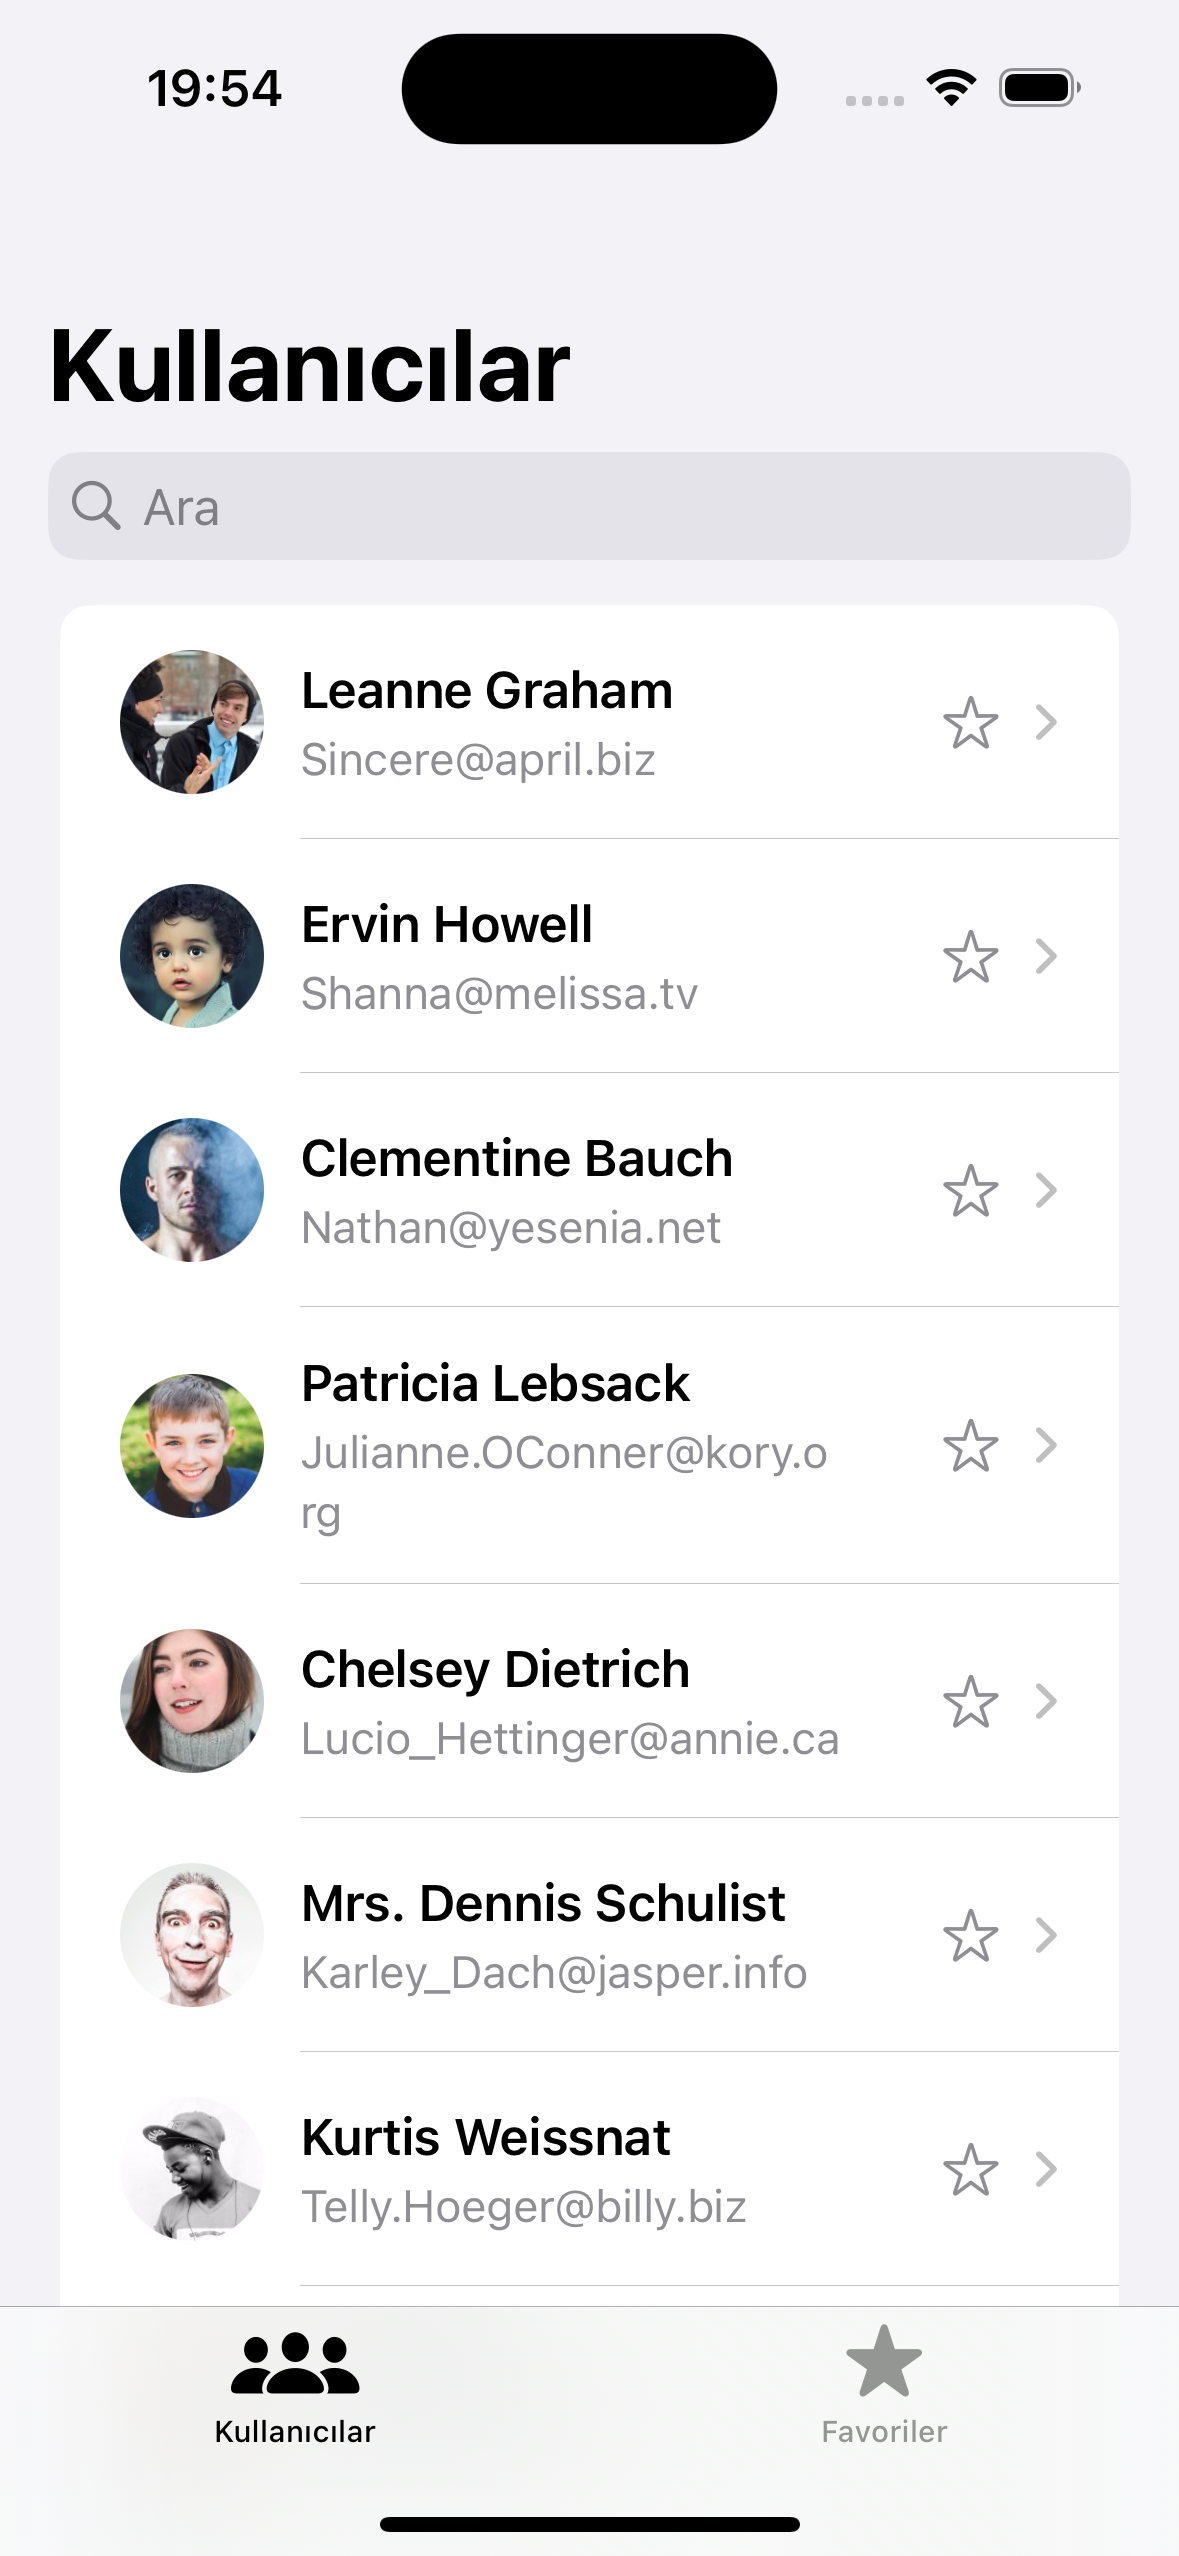 19:54
Kullanıcılar
Ara
Leanne Graham
Sincere@april.biz
Ervin Howell
Shanna@melissa.tv
Clementine Bauch
Nathan@yesenia.net
Patricia Lebsack
Julianne.OConner@kory.o
rg
Chelsey Dietrich
Lucio_Hettinger@annie.ca
Mrs. Dennis Schulist
Karley_Dach@jasper.info
Kurtis Weissnat
Telly.Hoeger@billy.biz
Kullanıcılar
Favoriler